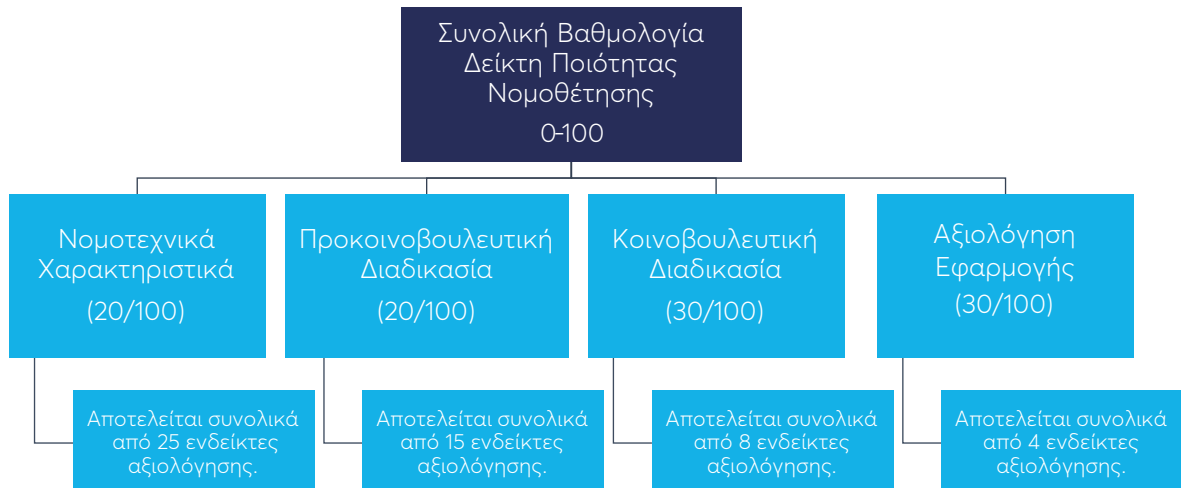 Συνολική Βαθμολογία
Δείκτη Ποιότητας
Νομοθέτησης
0-100
Νομοτεχνικά
Χαρακτηριστικά
(20/100)
Προκοινοβουλευτική
Διαδικασία
(20/100)
Κοινοβουλευτική
Διαδικασία
(30/100)
Αξιολόγηση
Εφαρμογής
(30/100)
Αποτελείται συνολικά
από 25 ενδείκτες
αξιολόγησης.
Αποτελείται συνολικά
από 15 ενδείκτες
αξιολόγησης.
Αποτελείται συνολικά
από 8 ενδείκτες
αξιολόγησης.
Αποτελείται συνολικά
από 4 ενδείκτες
αξιολόγησης.